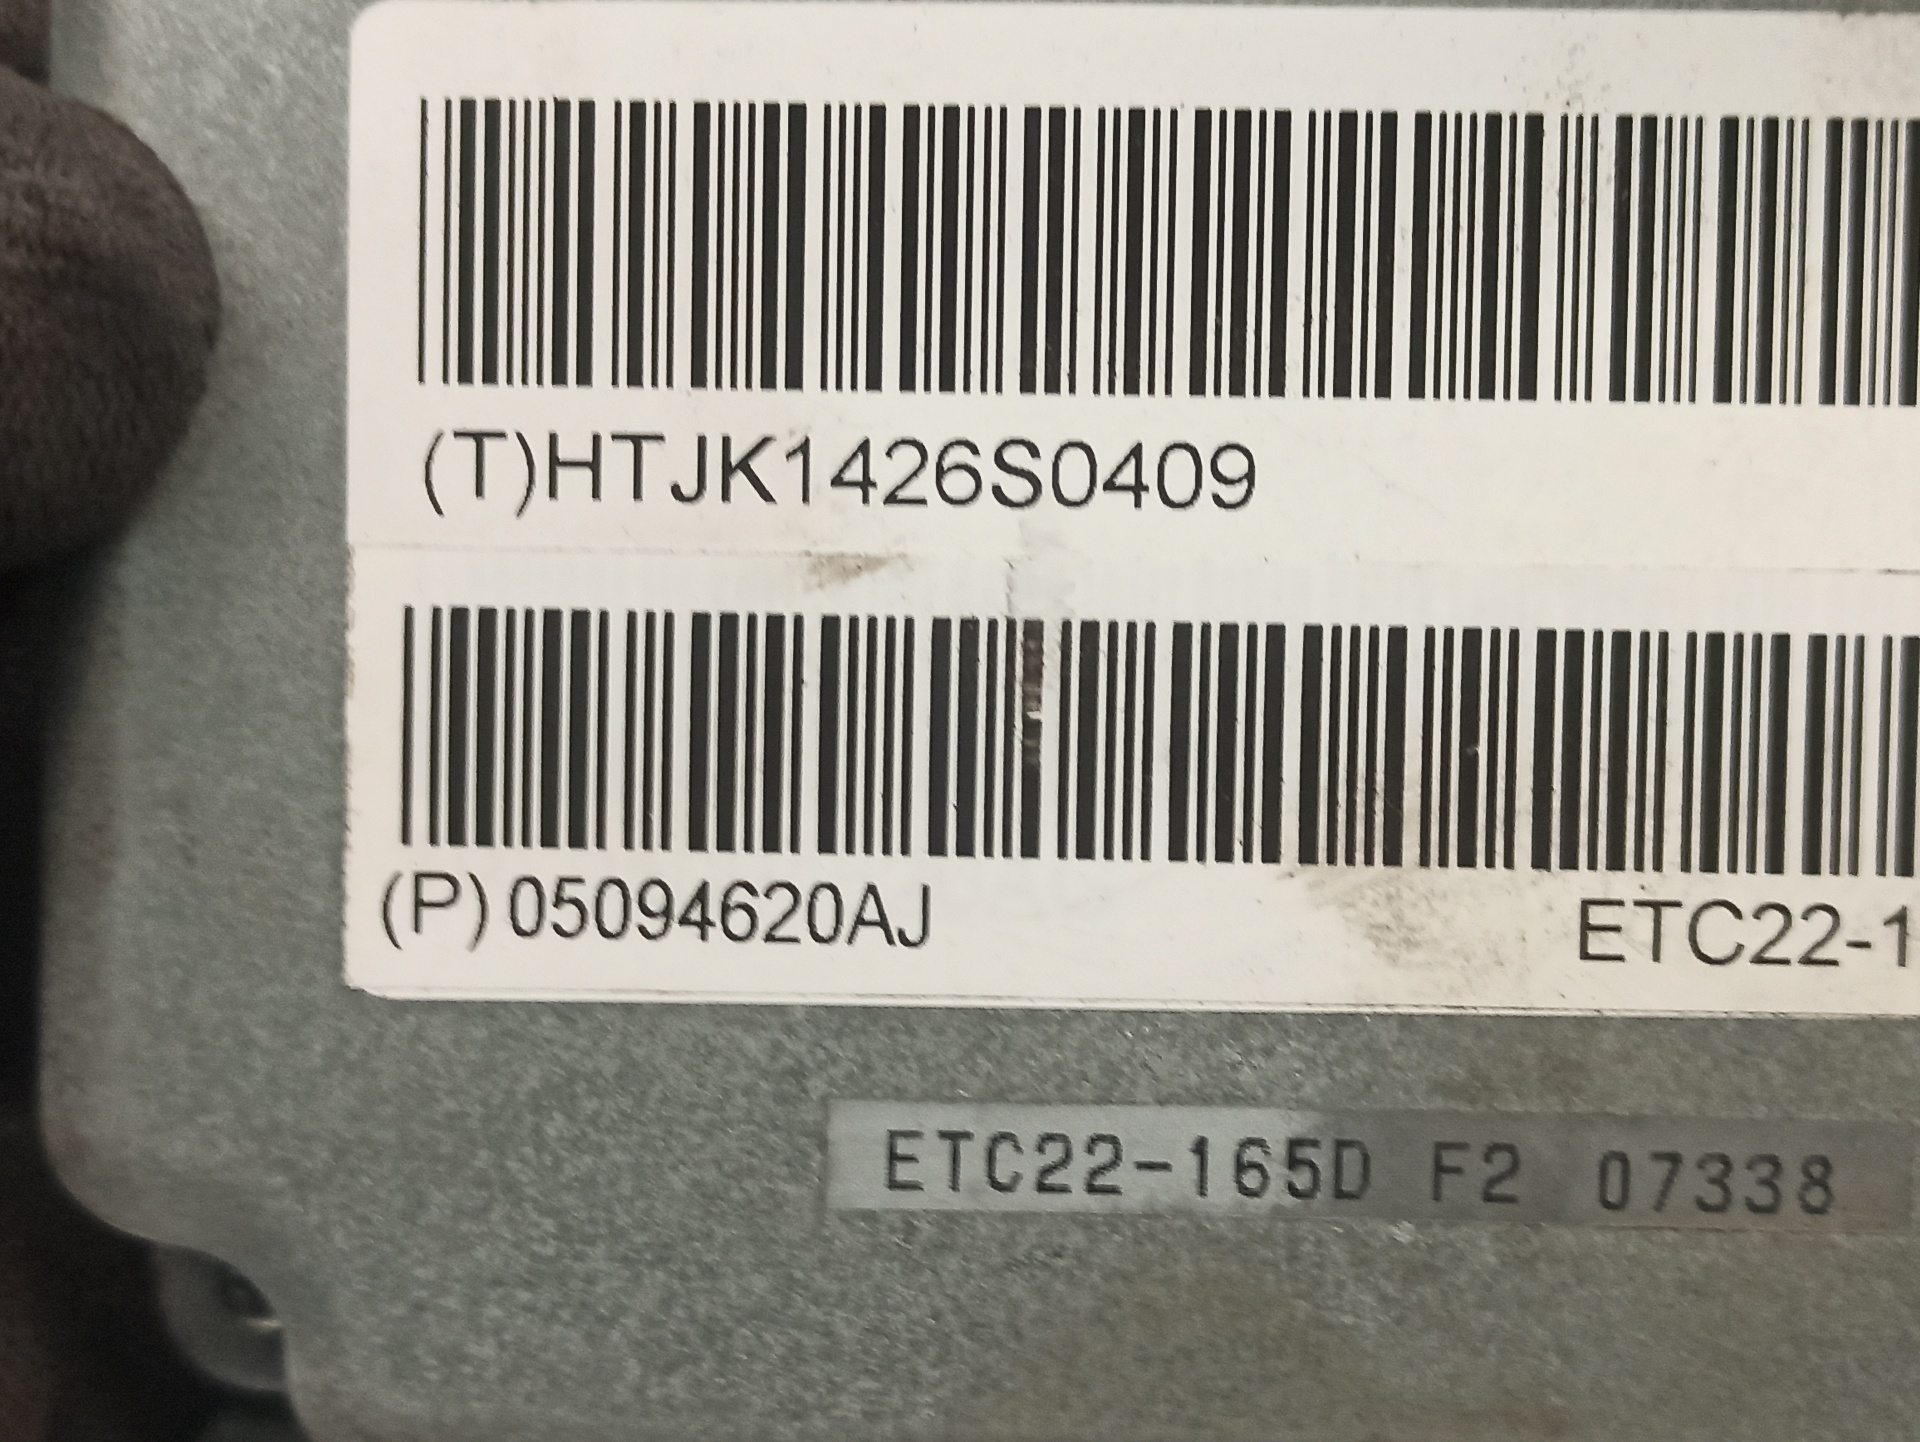 (T)HTJK1426S0409
(P)05094620AJ ETC22-1
ETC22-165D F2 07338